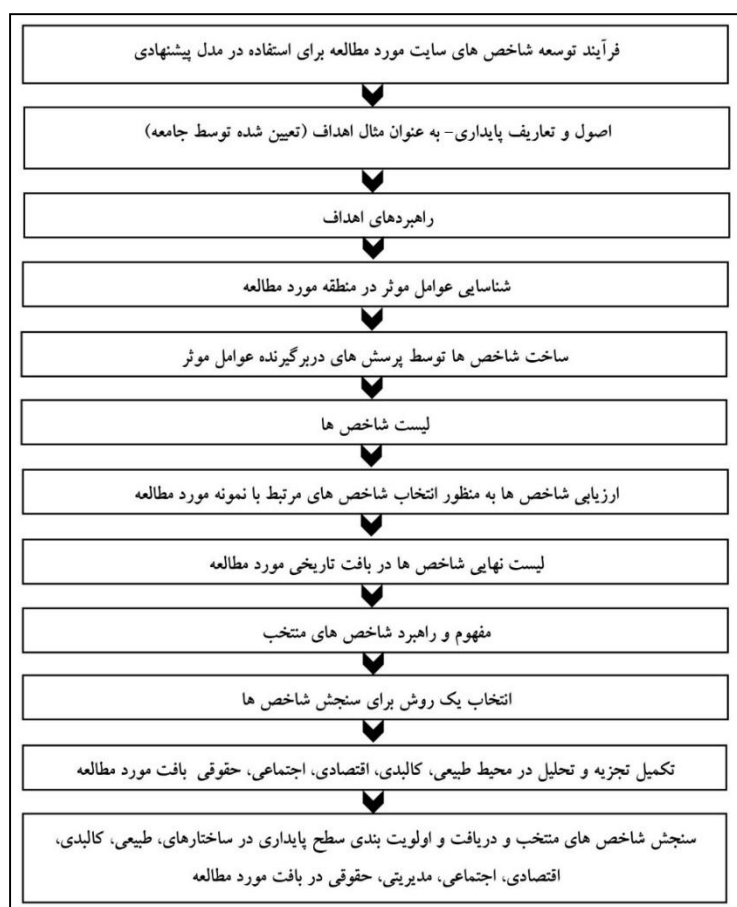 فرآیند توسعه شاخص های سایت مورد مطالعه برای استفاده در مدل پیشنهادی
اصول و تعاریف پایداری- به عنوان مثال اهداف (تعیین شده توسط جامعه)
راهبردهای اهداف
شناسایی عوامل موثر در منطقه مورد مطالعه
ساخت شاخص ها توسط پرسش های دربرگیرنده عوامل موثر
لیست شاخص ها
ارزیابی شاخص ها به منظور انتخاب شاخص های مرتبط با نمونه مورد مطالعه
لیست نهایی شاخص ها در بافت تاریخی مورد مطالعه
مفهوم و راهبرد شاخص های منتخب
انتخاب یک روش برای سنجش شاخص ها
تکمیل تجزیه و تحلیل در محیط طبیعی، کالبدی، اقتصادی، اجتماعی، حقوقی بافت مورد مطالعه
سنجش شاخص های منتخب و دریافت و اولویت بندی سطح پایداری در ساختارهای، طبیعی، کالبدی،
اقتصادی، اجتماعی، مدیریتی، حقوقی در بافت مورد مطالعه